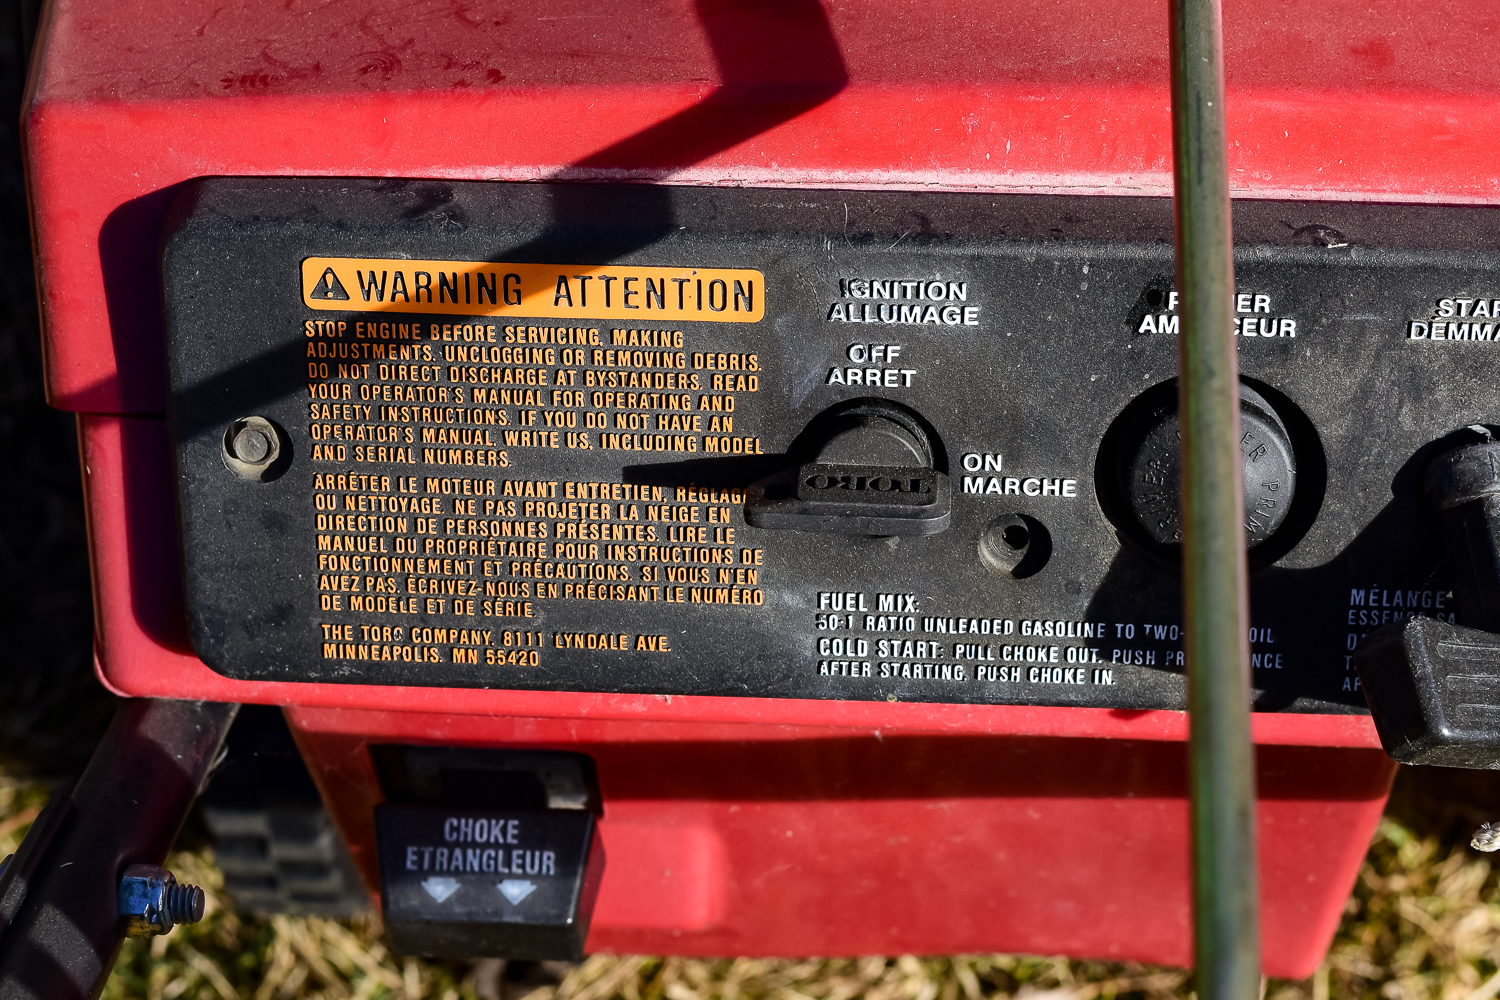 WARNING ATTENTION
STOP ENGINE BEFORE SERVICING, MAKING
ADJUSTMENTS, UNCLOGGING OR REMOVING DEBRIS.
DO NOT DIRECT DISCHARGE AT BYSTANDERS. READ
YOUR OPERATOR'S MANUAL FOR OPERATING AND
SAFETY INSTRUCTIONS. IF YOU DO NOT HAVE AN
OPERATOR'S MANUAL, WRITE US, INCLUDING MODEL
AND SERIAL NUMBERS.
ARRÊTER LE MOTEUR AVANT ENTRETIEN, RÉGLAG
OU NETTOYAGE. NE PAS PROJETER LA NEIGE EN
DIRECTION DE PERSONNES PRÉSENTES. LIRE LE
MANUEL DU PROPRIÉTAIRE POUR INSTRUCTIONS DE
FONCTIONNEMENT ET PRÉCAUTIONS. SI VOUS N'EN
AVEZ PAS, ÉCRIVEZ-NOUS EN PRÉCISANT LE NUMÉRO
DE MODÈLE ET DE SÉRIE.
THE TORO COMPANY, 8111 LYNDALE AVE.
MINNEAPOLIS, MN 55420
IGNITION
ALLUMAGE
OFF
ARRET
TORO
ON
MARCHE
FUEL MIX:
50-1 RATIO UNLEADED GASOLINE TO TWO- OIL
COLD START: PULL CHOKE OUT, PUSH
AFTER STARTING, PUSH CHOKE IN.
PRIMER
STAR
DEMMA
MÉLANGE
CHOKE
ETRANGLEUR